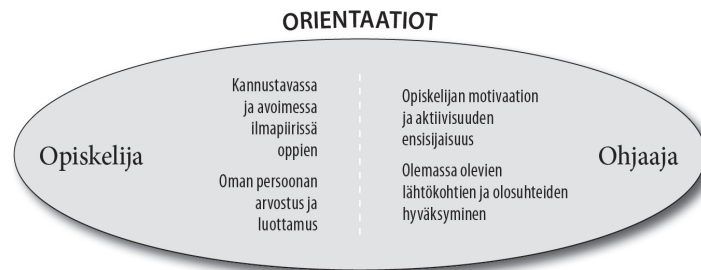 ORIENTAATIOT
Opiskelija
Kannustavassa
ja avoimessa
ilmapiirissä
oppien
Oman persoonan
arvostus ja
luottamus
Opiskelijan motivaation
ja aktiivisuuden
ensisijaisuus
Olemassa olevien
lähtökohtien ja olosuhteiden
hyväksyminen
Ohjaaja